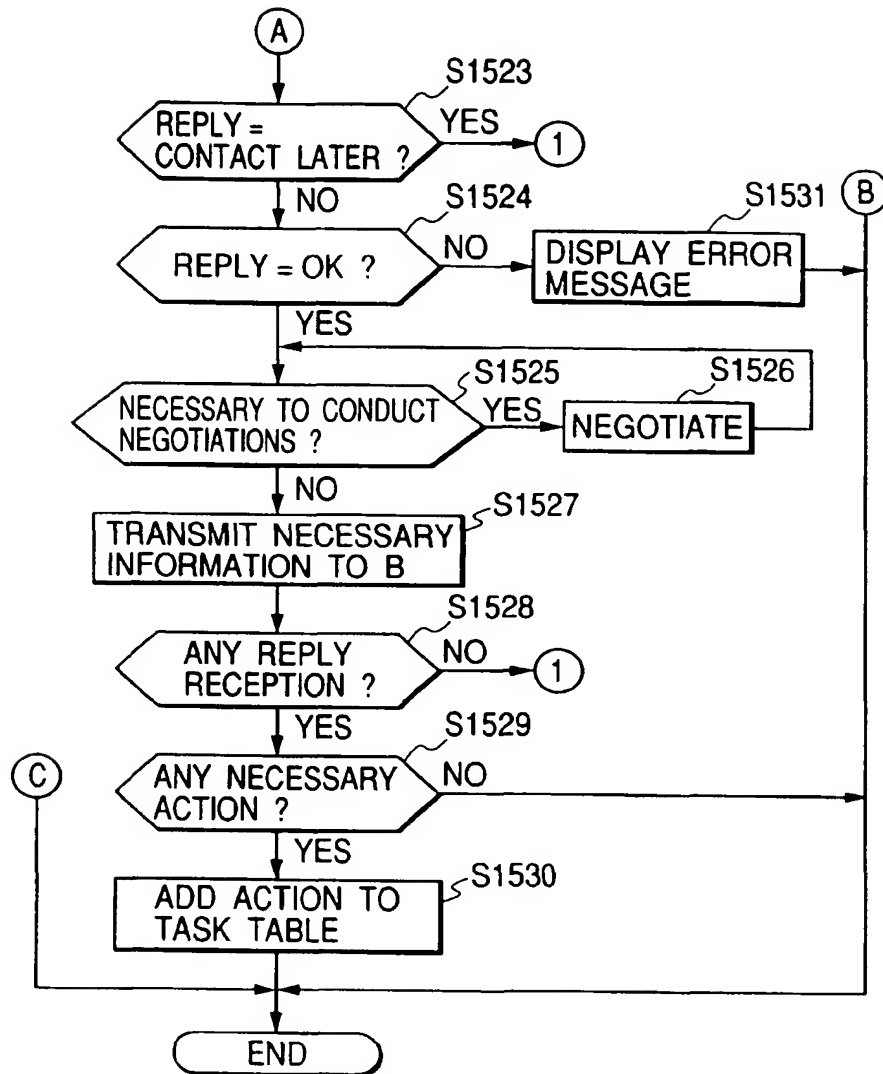 A
S1523
REPLY =
CONTACT LATER ?
YES
1
NO
S1524
REPLY = OK ?
NO
S1531
DISPLAY ERROR
MESSAGE
B
YES
S1525
NECESSARY TO CONDUCT
NEGOTIATIONS ?
YES
S1526
NEGOTIATE
NO
S1527
TRANSMIT NECESSARY
INFORMATION TO B
S1528
ANY REPLY
RECEPTION ?
NO
1
YES
S1529
C
ANY NECESSARY
ACTION ?
NO
YES
S1530
ADD ACTION TO
TASK TABLE
END